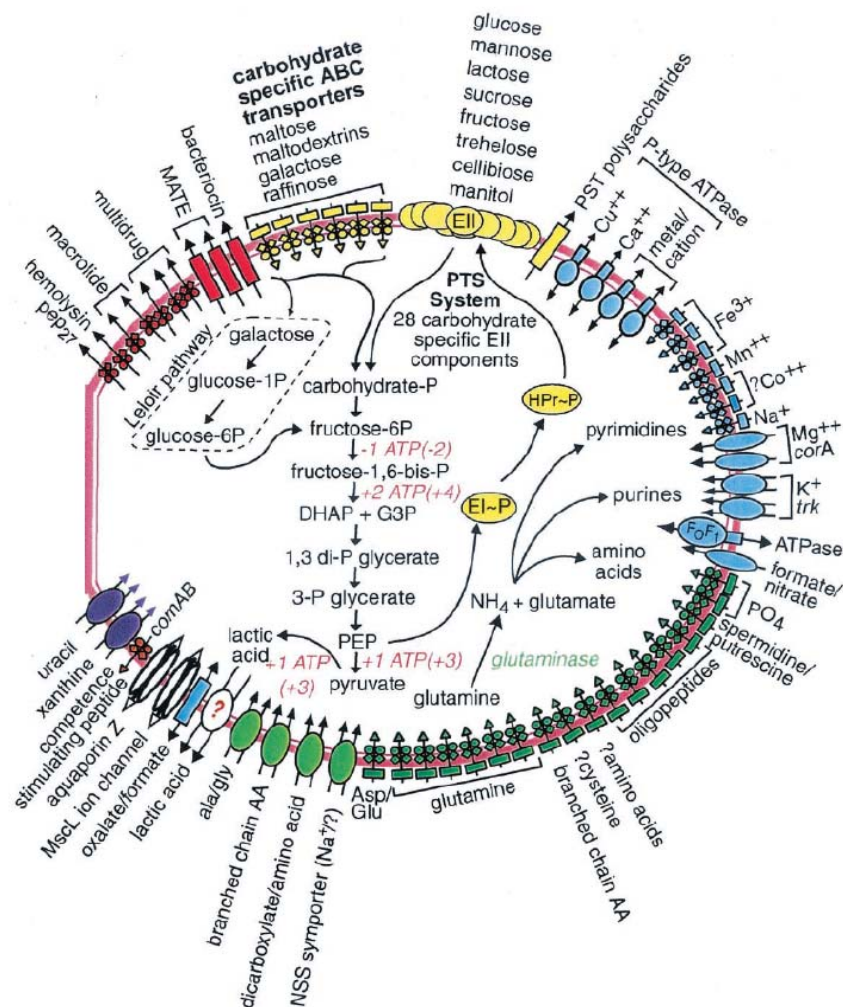 carbohydrate
specific ABC
transporters
maltose
maltodextrins
galactose
raffinose
glucose
mannose
lactose
sucrose
fructose
trehelose
cellibiose
manitol
EII
PST polysaccharides
P-type ATPase
Cu++
Ca++
metal/
cation
Fe3+
Mn++
?Co++
Na+
Mg++
corA
K+
trk
FoF1
ATPase
formate/
nitrate
PO4
spermidine/
putrescine
oligopeptides
?amino acids
?cysteine
branched chain AA
glutamine
Asp/
Glu
NSS symporter (Na+/?)
dicarboxylate/amino acid
branched chain AA
ala/gly
lactic acid
?
oxalate/formate
MscL ion channel
aquaporin Z
competence
stimulating peptide
comAB
xanthine
uracil
pep27
hemolysin
macrolide
multidrug
MATE
bacteriocin
PTS
System
28 carbohydrate
specific EII
components
Leloir pathway
galactose
glucose-1P
glucose-6P
carbohydrate-P
fructose-6P
-1 ATP(-2)
fructose-1,6-bis-P
+2 ATP(+4)
DHAP + G3P
1,3 di-P glycerate
3-P glycerate
PEP
+1 ATP(+3)
pyruvate
lactic
acid
+1 ATP
(+3)
HPr~P
EI~P
pyrimidines
purines
amino
acids
NH4 + glutamate
glutaminase
glutamine